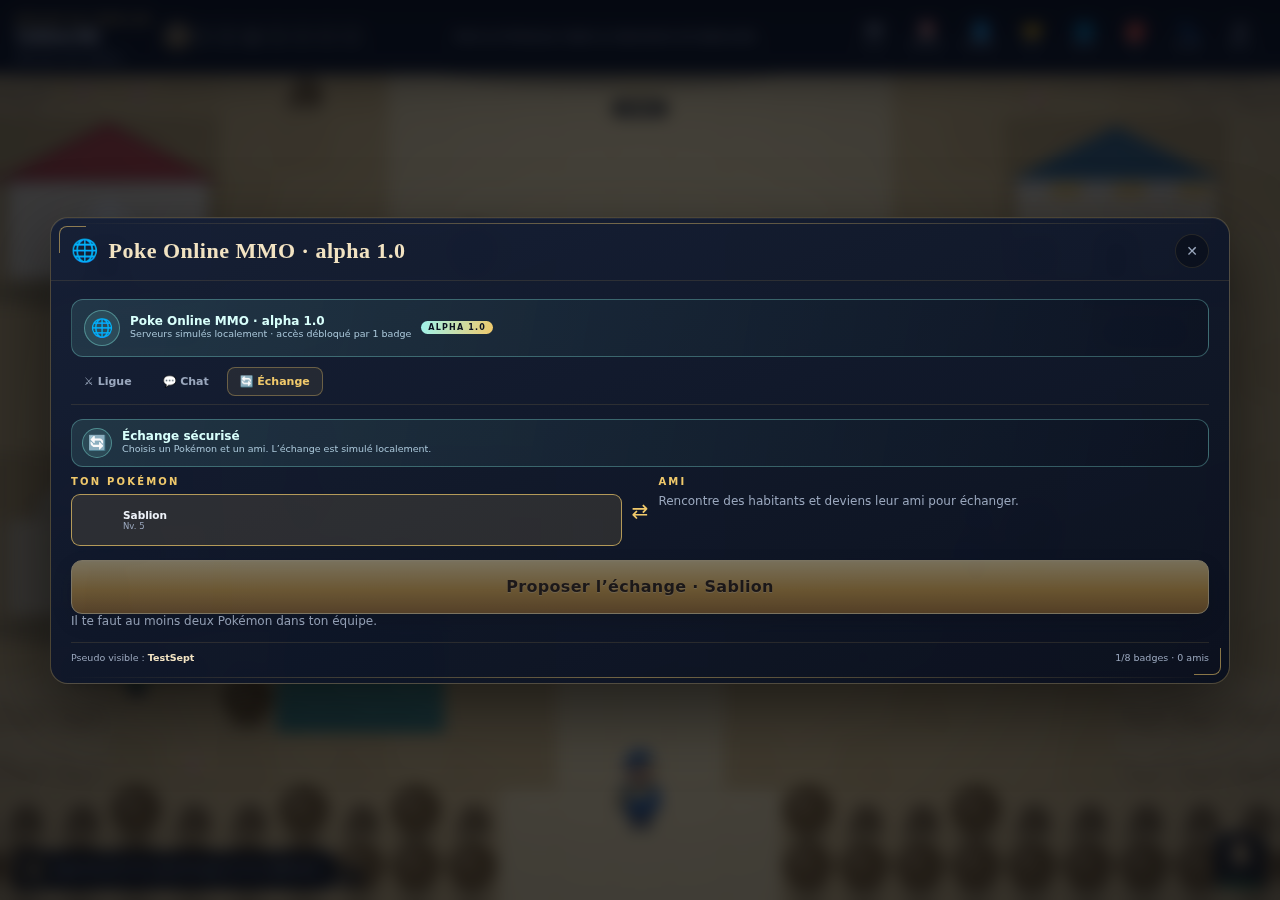 Poke Online MMO · alpha 1.0
Poke Online MMO · alpha 1.0
Serveurs simulés localement · accès débloqué par 1 badge
ALPHA 1.0
Ligue
Chat
Échange
Échange sécurisé
Choisis un Pokémon et un ami. L’échange est simulé localement.
TON POKÉMON
Sablion
Nv. 5
AMI
Rencontre des habitants et deviens leur ami pour échanger.
Proposer l’échange · Sablion
Il te faut au moins deux Pokémon dans ton équipe.
Pseudo visible : TestSept
1/8 badges · 0 amis